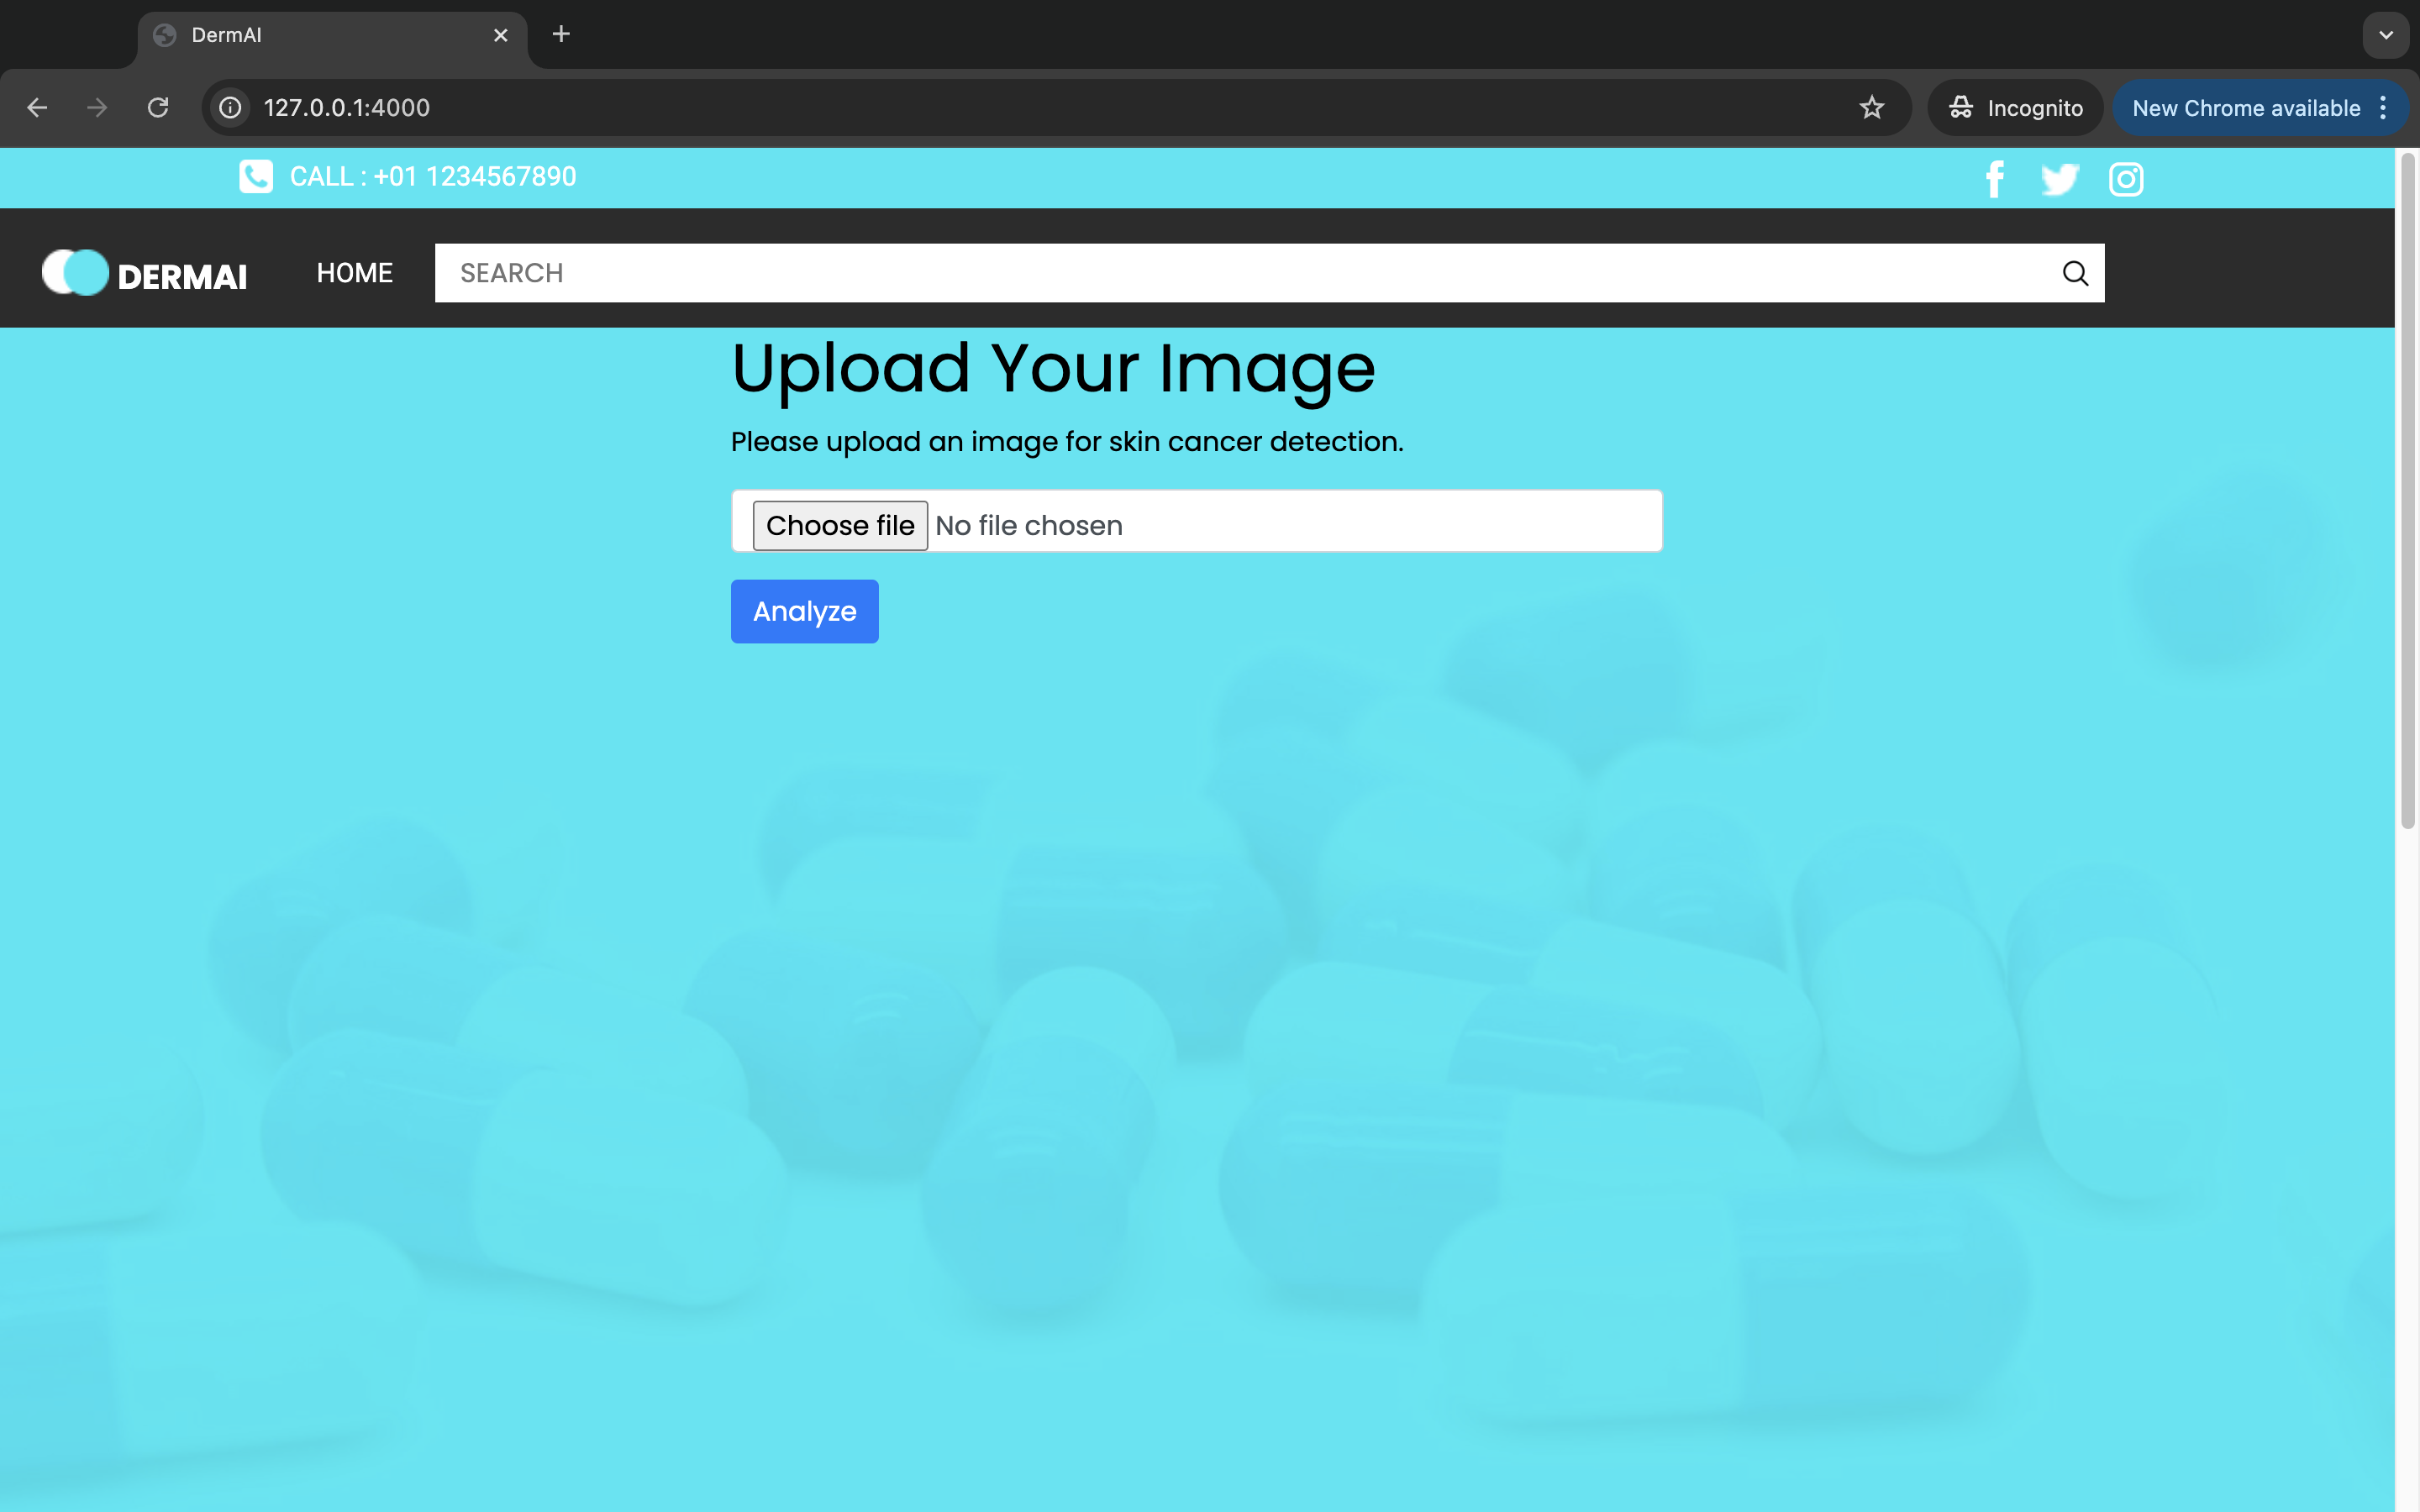 DermAI
127.0.0.1:4000
Incognito
New Chrome available
CALL : +01 1234567890
DERMAI
HOME
SEARCH
Upload Your Image
Please upload an image for skin cancer detection.
Choose file No file chosen
Analyze